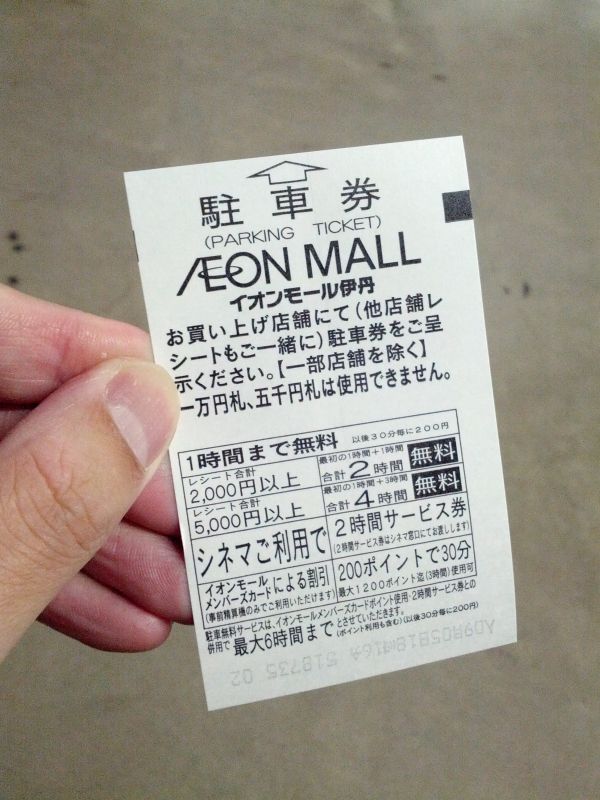 駐車券
(PARKING TICKET)
ÆON MALL
イオンモール伊丹
お買い上げ店舗にて(他店舗レ
シートもご一緒に)駐車券をご呈
示ください。【一部店舗を除く】
一万円札、五千円札は使用できません。
1時間まで無料 以後30分毎に200円
レシート合計
2,000円以上
最初の1時間+1時間
合計2時間 無料
レシート合計
5,000円以上
最初の1時間+3時間
合計4時間 無料
シネマご利用で
2時間サービス券
(2時間サービス券はシネマ窓口にてお渡しします)
イオンモール
メンバーズカードによる割引
(事前精算機のみでご利用いただけます)
200ポイントで30分
最大1200ポイント迄(3時間)使用可
駐車無料サービスは、イオンモールメンバーズカードポイント使用・2時間サービス券との
併用で最大6時間までとさせていただきます。
(ポイント利用も含む)(以後30分毎に200円)